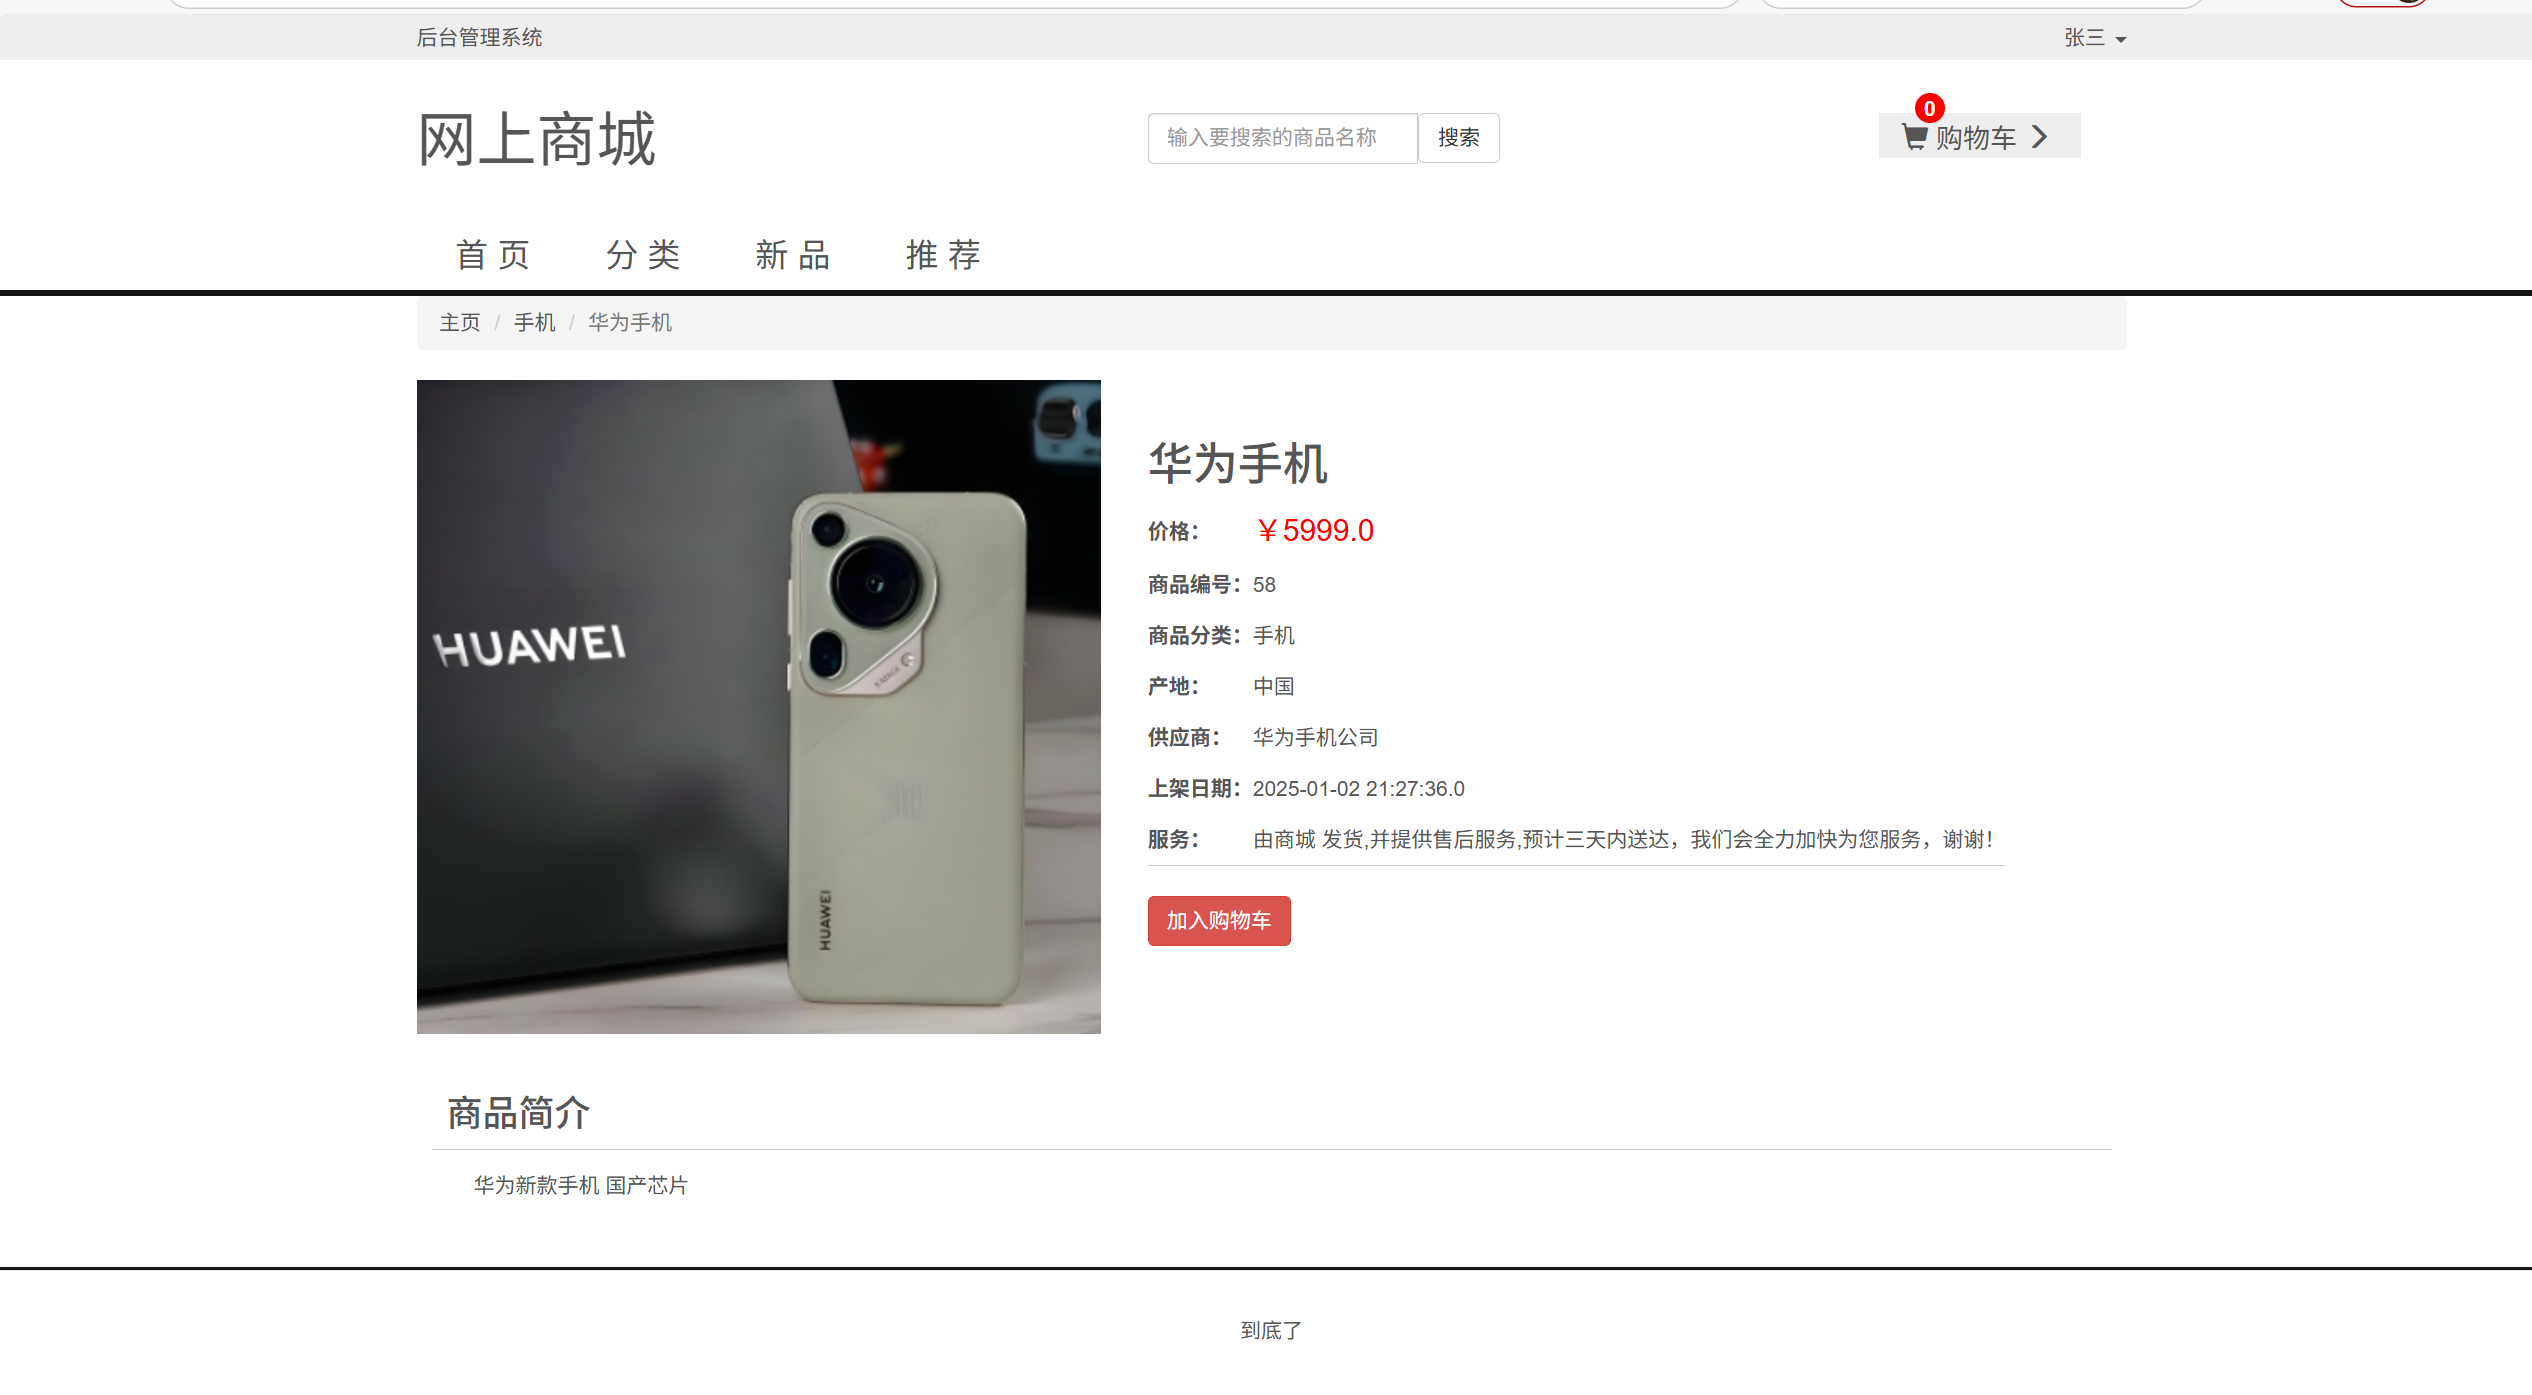 后台管理系统
张三
网上商城
输入要搜索的商品名称
搜索
0
购物车
首 页
分 类
新 品
推 荐
主页 / 手机 / 华为手机
HUAWEI
XMAGE
HUAWEI
华为手机
价格： ￥5999.0
商品编号：58
商品分类：手机
产地： 中国
供应商： 华为手机公司
上架日期：2025-01-02 21:27:36.0
服务： 由商城 发货,并提供售后服务,预计三天内送达，我们会全力加快为您服务，谢谢！
加入购物车
商品简介
华为新款手机 国产芯片
到底了